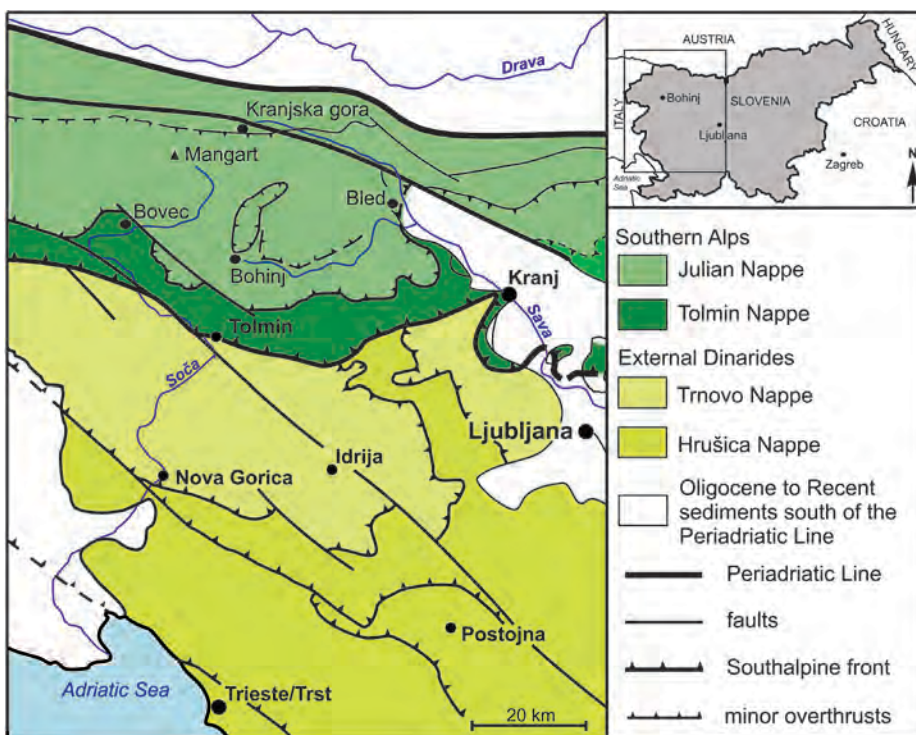 Drava
Kranjska gora
Mangart
Bovec
Bled
Bohinj
Kranj
Tolmin
Sava
Soča
Ljubljana
Idrija
Nova Gorica
Postojna
Adriatic Sea
Trieste/Trst
20 km
AUSTRIA
HUNGARY
Bohinj
SLOVENIA
ITALY
Ljubljana
CROATIA
Zagreb
N
Adriatic
Sea
Southern Alps
Julian Nappe
Tolmin Nappe
External Dinarides
Trnovo Nappe
Hrušica Nappe
Oligocene to Recent
sediments south of the
Periadriatic Line
Periadriatic Line
faults
Southalpine front
minor overthrusts